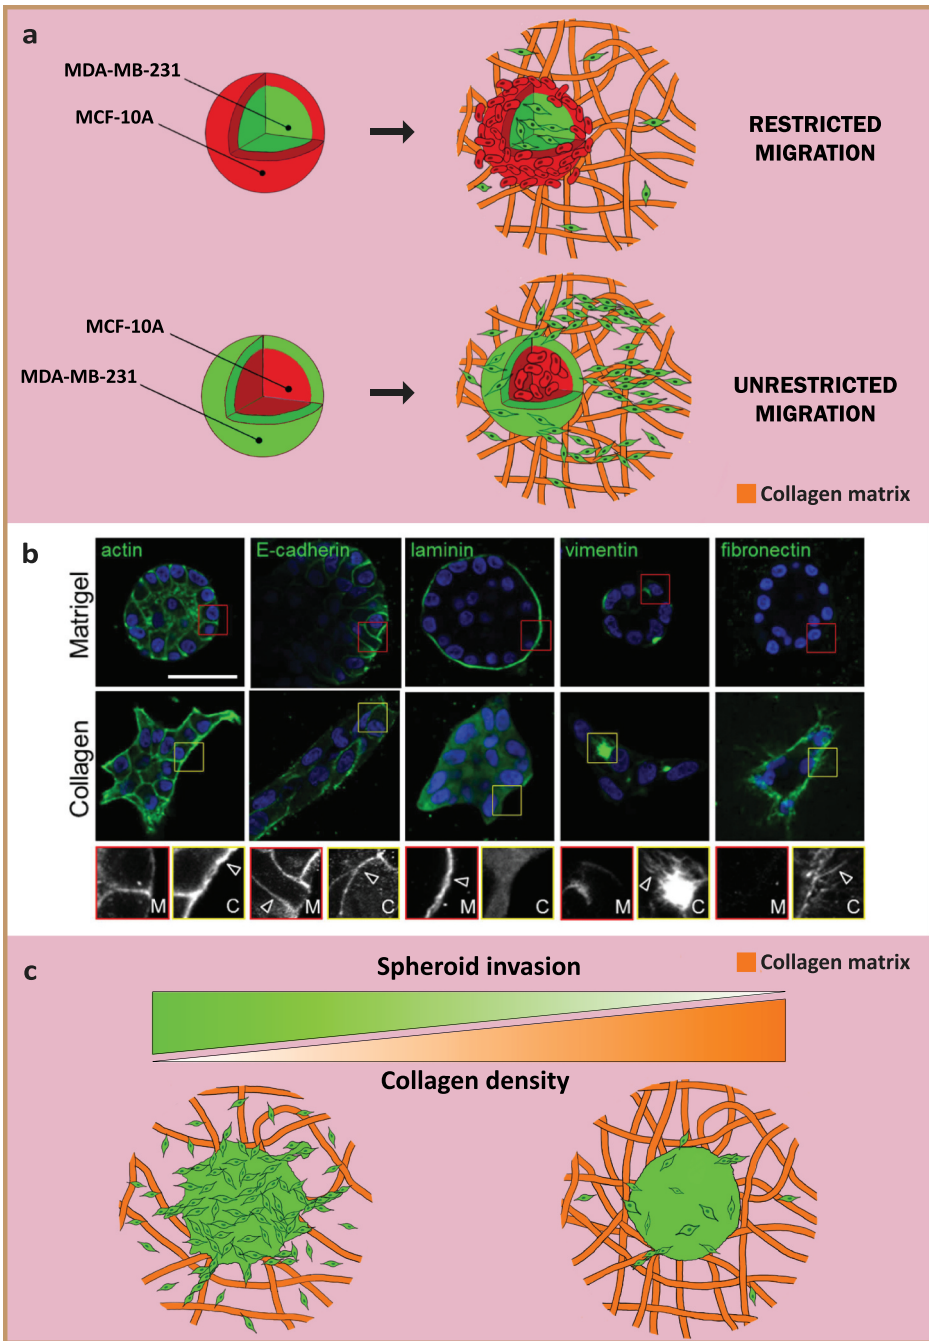 a
MDA-MB-231
MCF-10A
RESTRICTED
MIGRATION
MCF-10A
MDA-MB-231
UNRESTRICTED
MIGRATION
Collagen matrix
b
actin
E-cadherin
laminin
vimentin
fibronectin
Matrigel
Collagen
M
C
M
C
M
C
M
C
M
C
c
Spheroid invasion
Collagen matrix
Collagen density